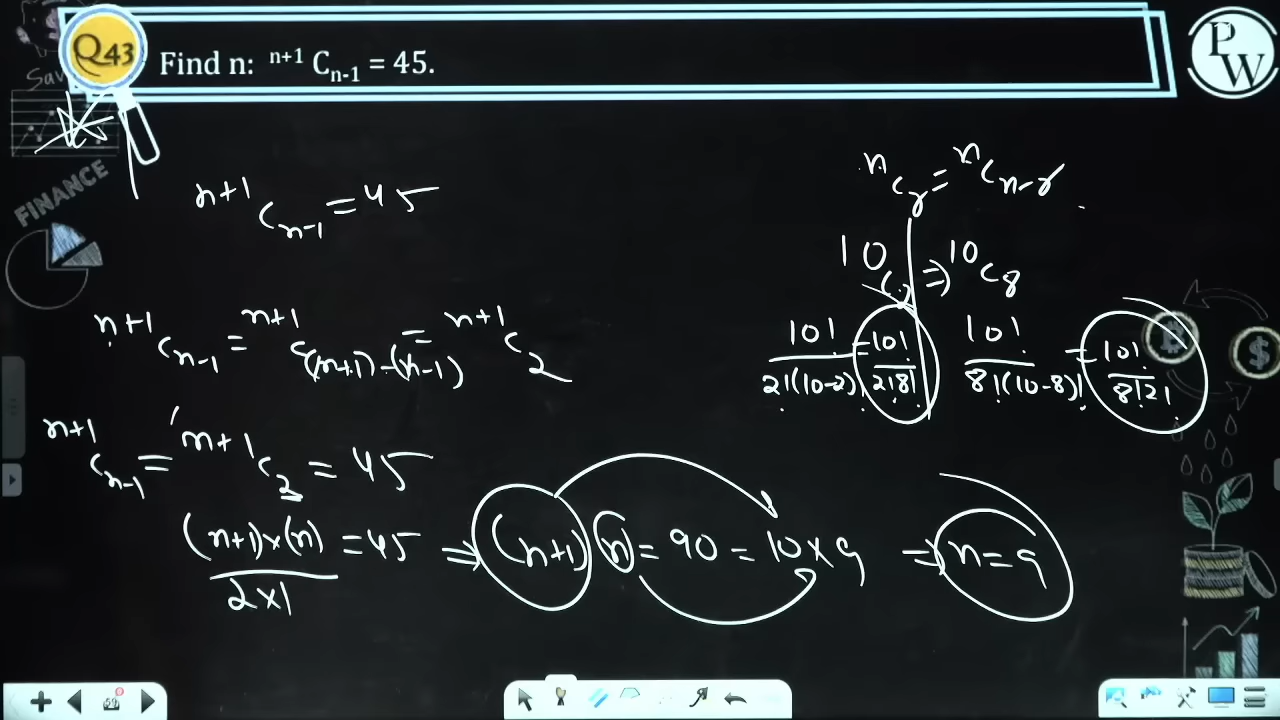 Q43
Find n: ⁿ⁺¹ Cₙ₋₁ = 45.
PW
Sav
FINANCE
ⁿ⁺¹Cₙ₋₁ = 45
ⁿ⁺¹Cₙ₋₁ = ⁿ⁺¹C₍ₙ₊₁₎₋₍ₙ₋₁₎ = ⁿ⁺¹C₂
ⁿ⁺¹Cₙ₋₁ = ⁿ⁺¹C₂ = 45
(n+1)×(n)/2×1 = 45 ⇒ (n+1)(n) = 90 = 10×9 ⇒ n=9
ⁿCᵣ = ⁿCₙ₋ᵣ
¹⁰C₂ ⇒ ¹⁰C₈
10!/2!(10-2)! = 10!/2!8!
10!/8!(10-8)! = 10!/8!2!
59